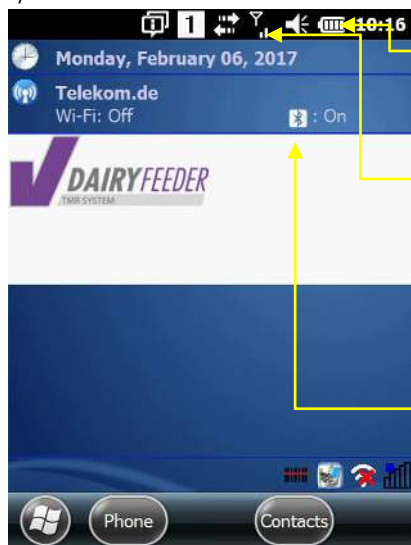 1 10:16
Monday, February 06, 2017
Telekom.de
Wi-Fi: Off : On
DAIRYFEEDER
TMR SYSTEM
Phone Contacts